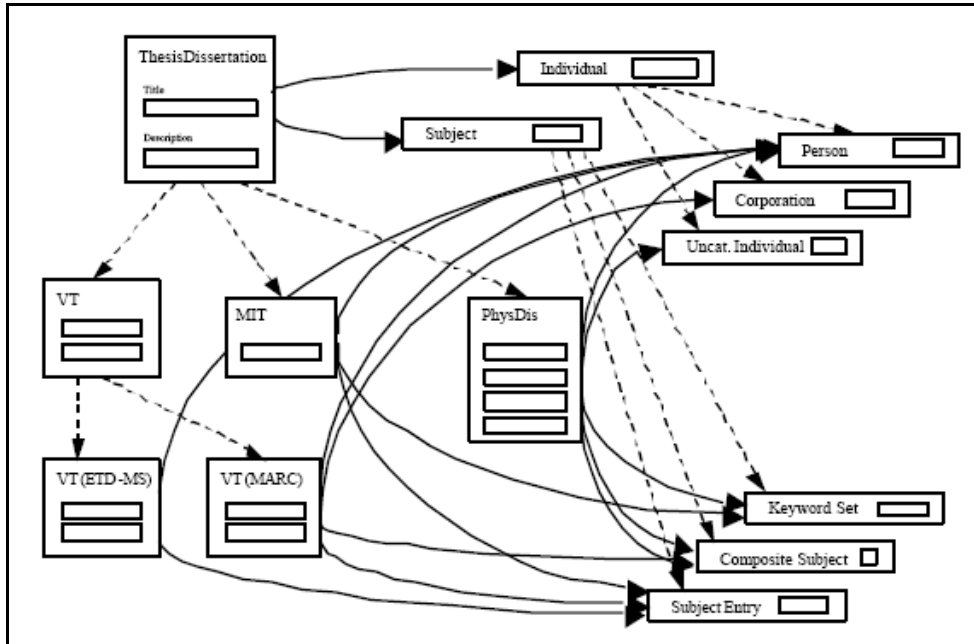 ThesisDissertation
Title
Description
Individual
Subject
Person
Corporation
Uncat. Individual
VT
MIT
PhysDis
VT (ETD-MS)
VT (MARC)
Keyword Set
Composite Subject
Subject Entry